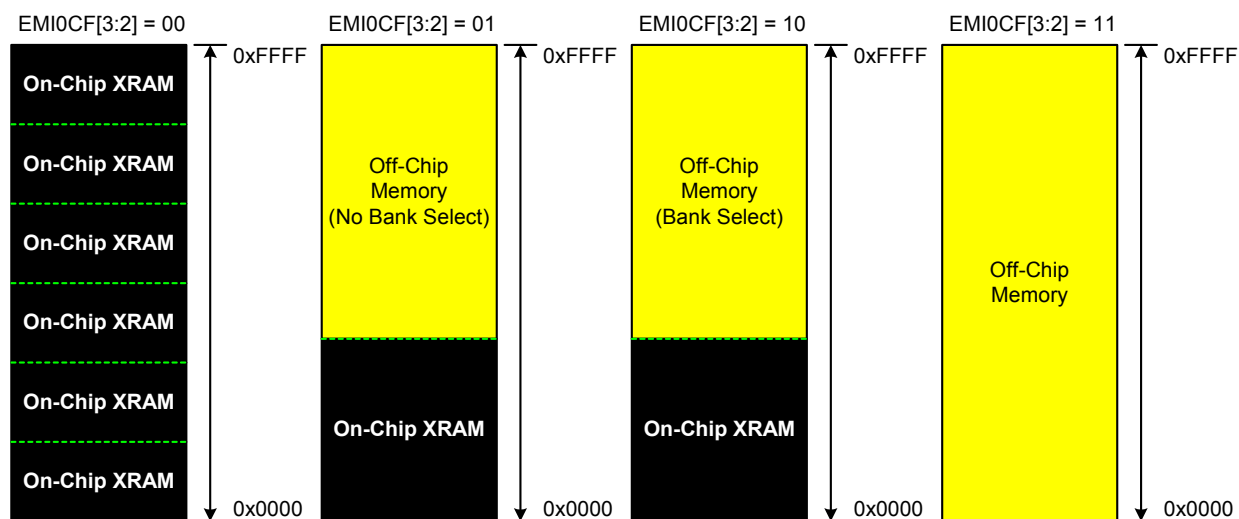 EMI0CF[3:2] = 00
EMI0CF[3:2] = 01
EMI0CF[3:2] = 10
EMI0CF[3:2] = 11
On-Chip XRAM
On-Chip XRAM
On-Chip XRAM
On-Chip XRAM
On-Chip XRAM
On-Chip XRAM
0xFFFF
0x0000
Off-Chip
Memory
(No Bank Select)
On-Chip XRAM
0xFFFF
0x0000
Off-Chip
Memory
(Bank Select)
On-Chip XRAM
0xFFFF
0x0000
Off-Chip
Memory
0xFFFF
0x0000